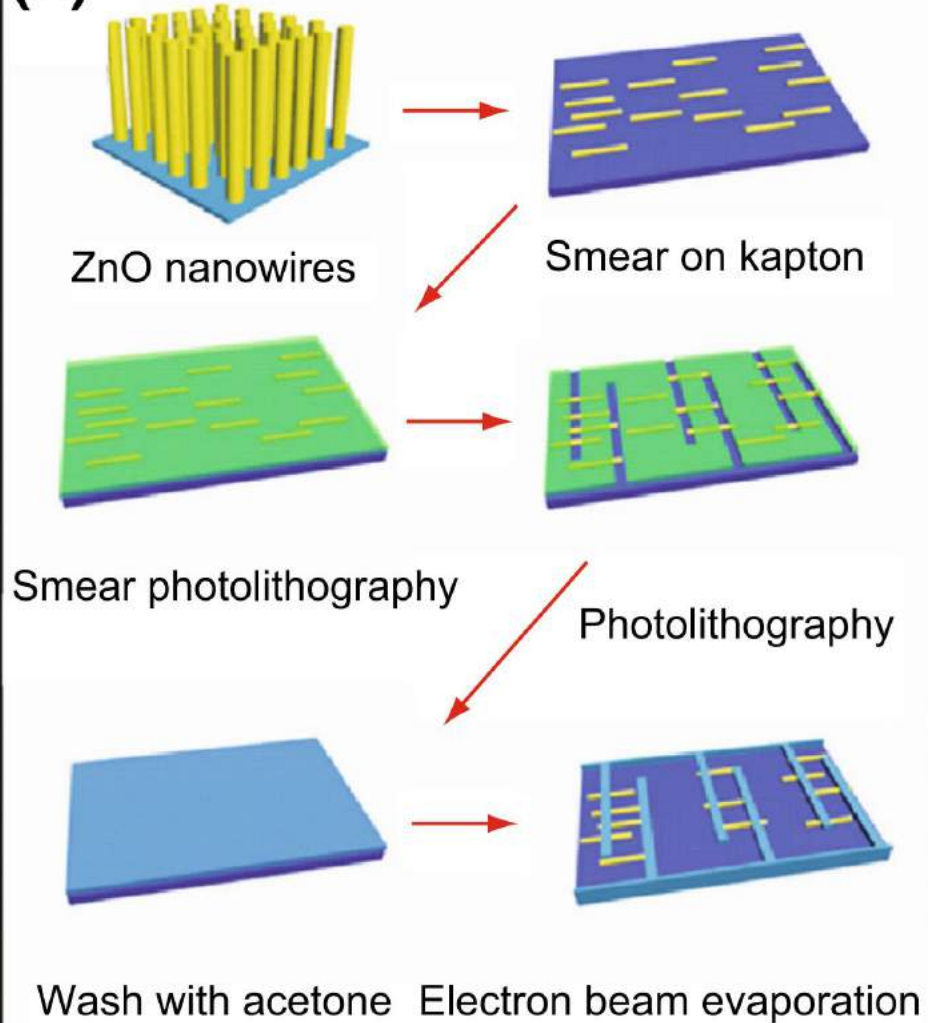 ZnO nanowires
Smear on kapton
Smear photolithography
Photolithography
Wash with acetone
Electron beam evaporation